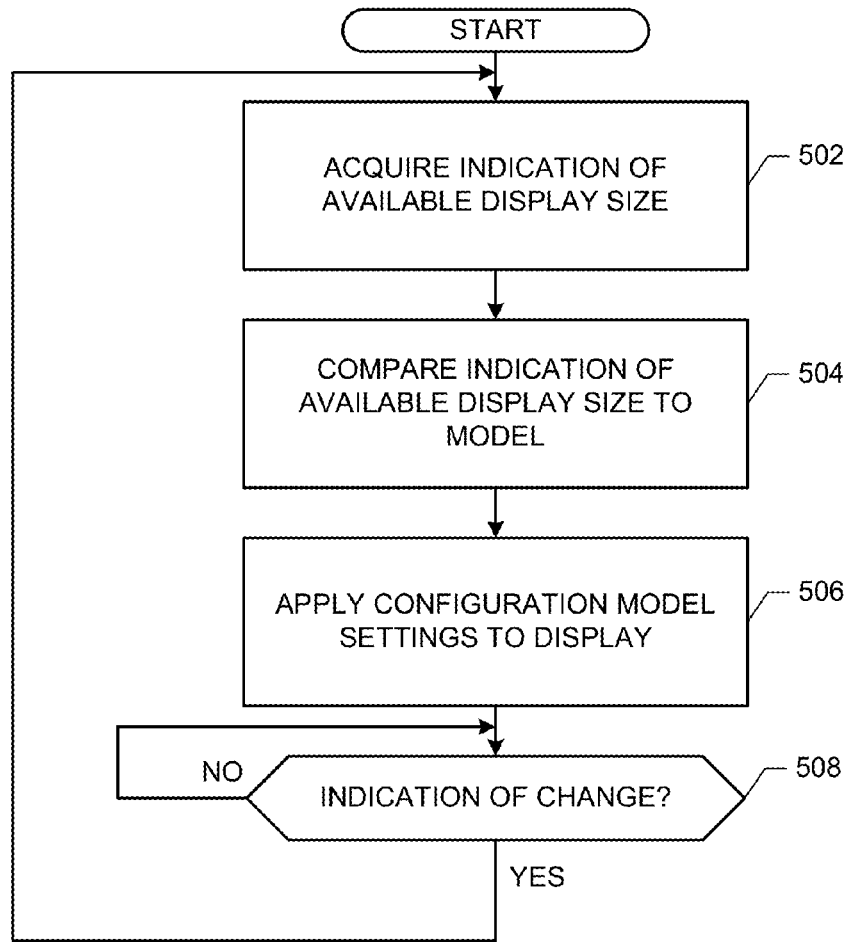 START
ACQUIRE INDICATION OF
AVAILABLE DISPLAY SIZE
502
COMPARE INDICATION OF
AVAILABLE DISPLAY SIZE TO
MODEL
504
APPLY CONFIGURATION MODEL
SETTINGS TO DISPLAY
506
NO
INDICATION OF CHANGE?
508
YES